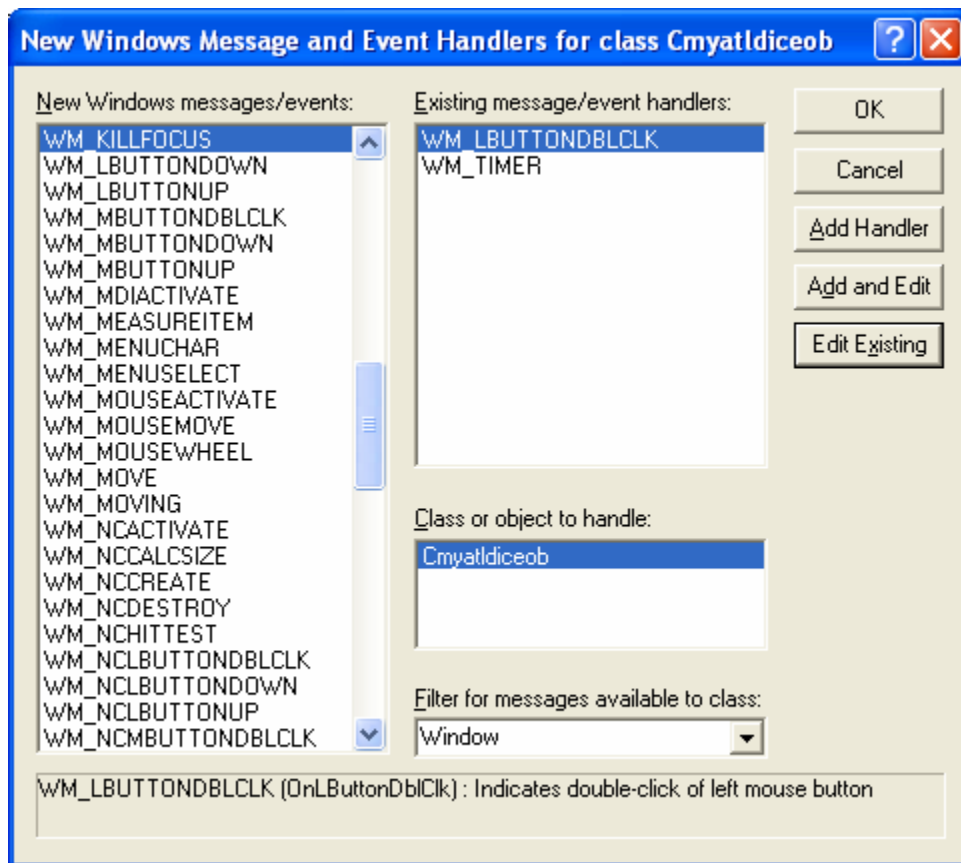 New Windows Message and Event Handlers for class Cmyatldiceob
New Windows messages/events:
WM_KILLFOCUS
WM_LBUTTONDOWN
WM_LBUTTONUP
WM_MBUTTONDBLCLK
WM_MBUTTONDOWN
WM_MBUTTONUP
WM_MDIACTIVATE
WM_MEASUREITEM
WM_MENUCHAR
WM_MENUSELECT
WM_MOUSEACTIVATE
WM_MOUSEMOVE
WM_MOUSEWHEEL
WM_MOVE
WM_MOVING
WM_NCACTIVATE
WM_NCCALCSIZE
WM_NCCREATE
WM_NCDESTROY
WM_NCHITTEST
WM_NCLBUTTONDBLCLK
WM_NCLBUTTONDOWN
WM_NCLBUTTONUP
WM_NCMBUTTONDBLCLK
Existing message/event handlers:
WM_LBUTTONDBLCLK
WM_TIMER
Class or object to handle:
Cmyatldiceob
Filter for messages available to class:
Window
OK
Cancel
Add Handler
Add and Edit
Edit Existing
WM_LBUTTONDBLCLK (OnLButtonDblClk) : Indicates double-click of left mouse button